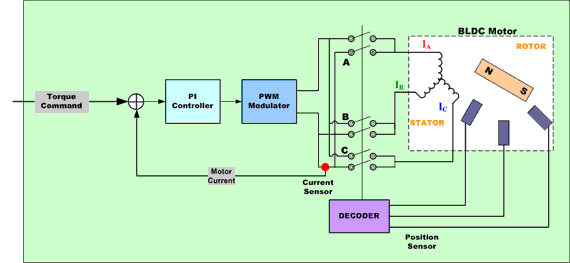 BLDC Motor
ROTOR
I_A
A
N
Torque
Command
PI
Controller
PWM
Modulator
I_B
S
I_C
B
STATOR
C
Motor
Current
Current
Sensor
DECODER
Position
Sensor